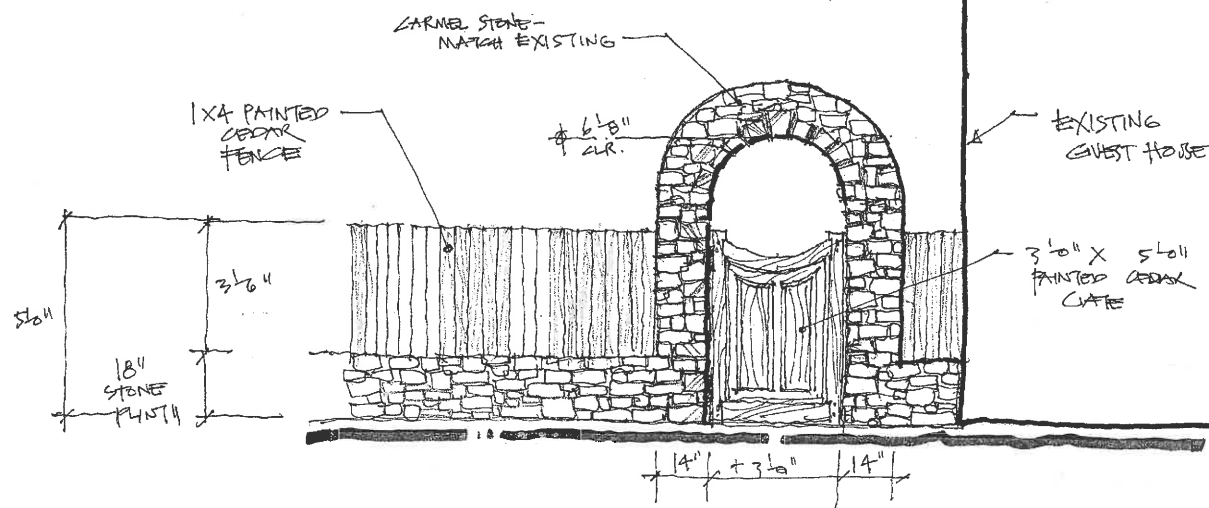 CARMEL STONE-
MATCH EXISTING
1X4 PAINTED
CEDAR
FENCE
6'-8"
CLR.
EXISTING
GUEST HOUSE
3'-6"
5'-0"
18"
STONE
PLINTH
3'-0" X 5'-0"
PAINTED CEDAR
GATE
14"
± 3'-0"
14"